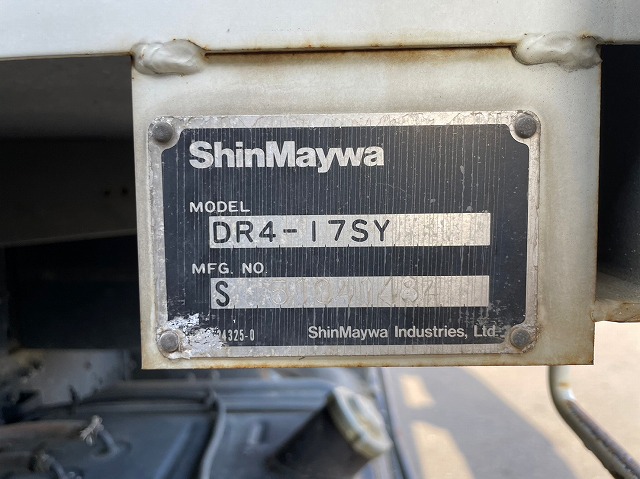 ShinMaywa
MODEL
DR4-17SY
MFG. NO.
S
ShinMaywa Industries, Ltd.